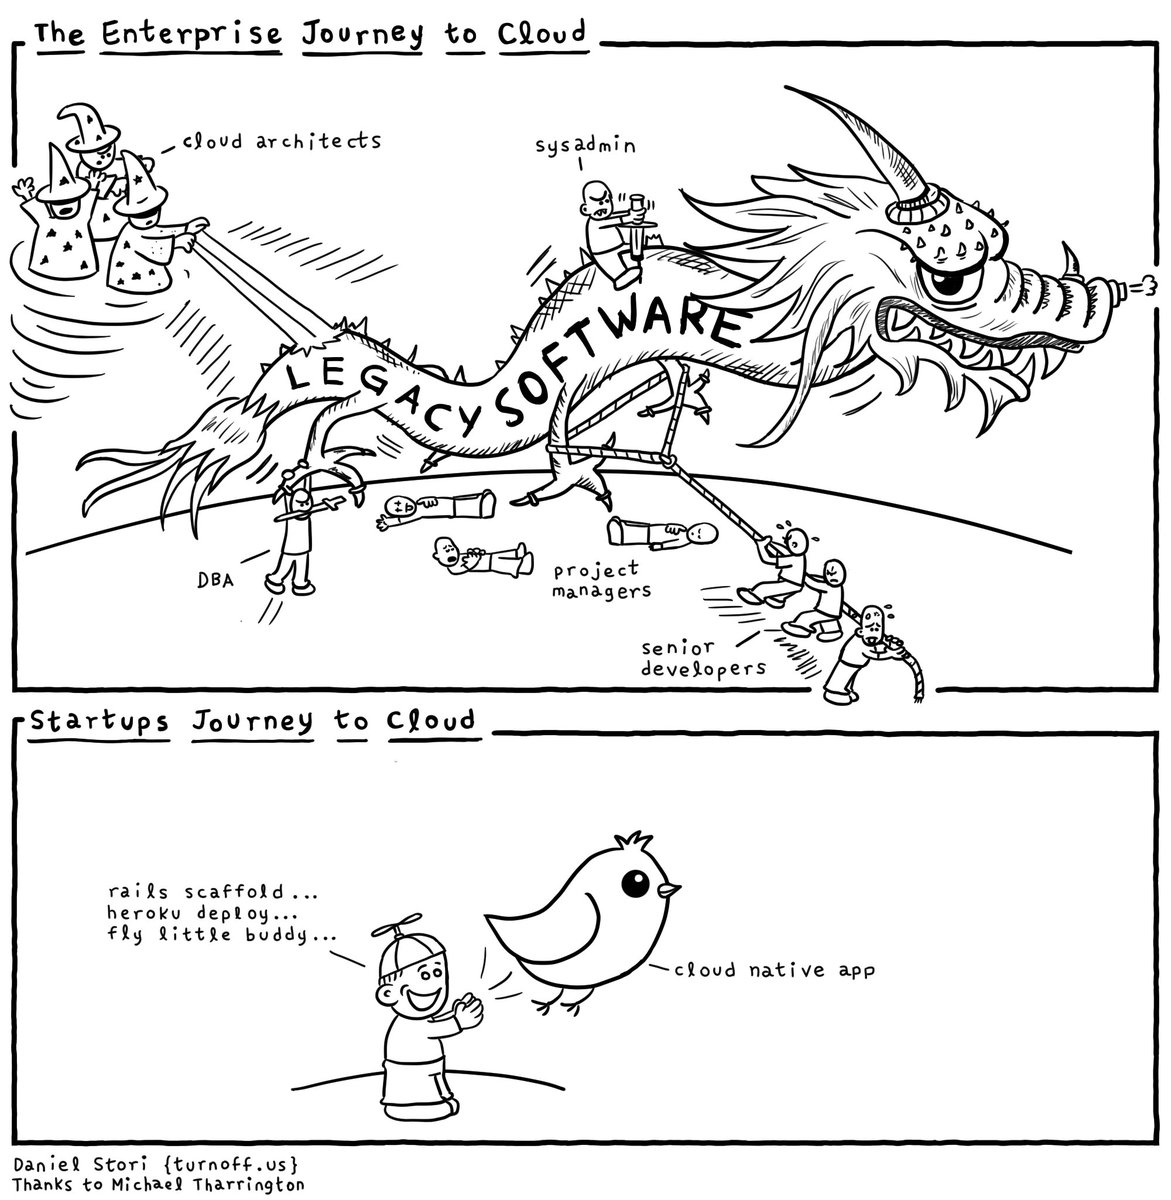 The Enterprise Journey to Cloud
cloud architects
sysadmin
LEGACY SOFTWARE
DBA
project
managers
senior
developers
Startups Journey to Cloud
rails scaffold...
heroku deploy...
fly little buddy...
cloud native app
Daniel Stori {turnoff.us}
Thanks to Michael Tharrington